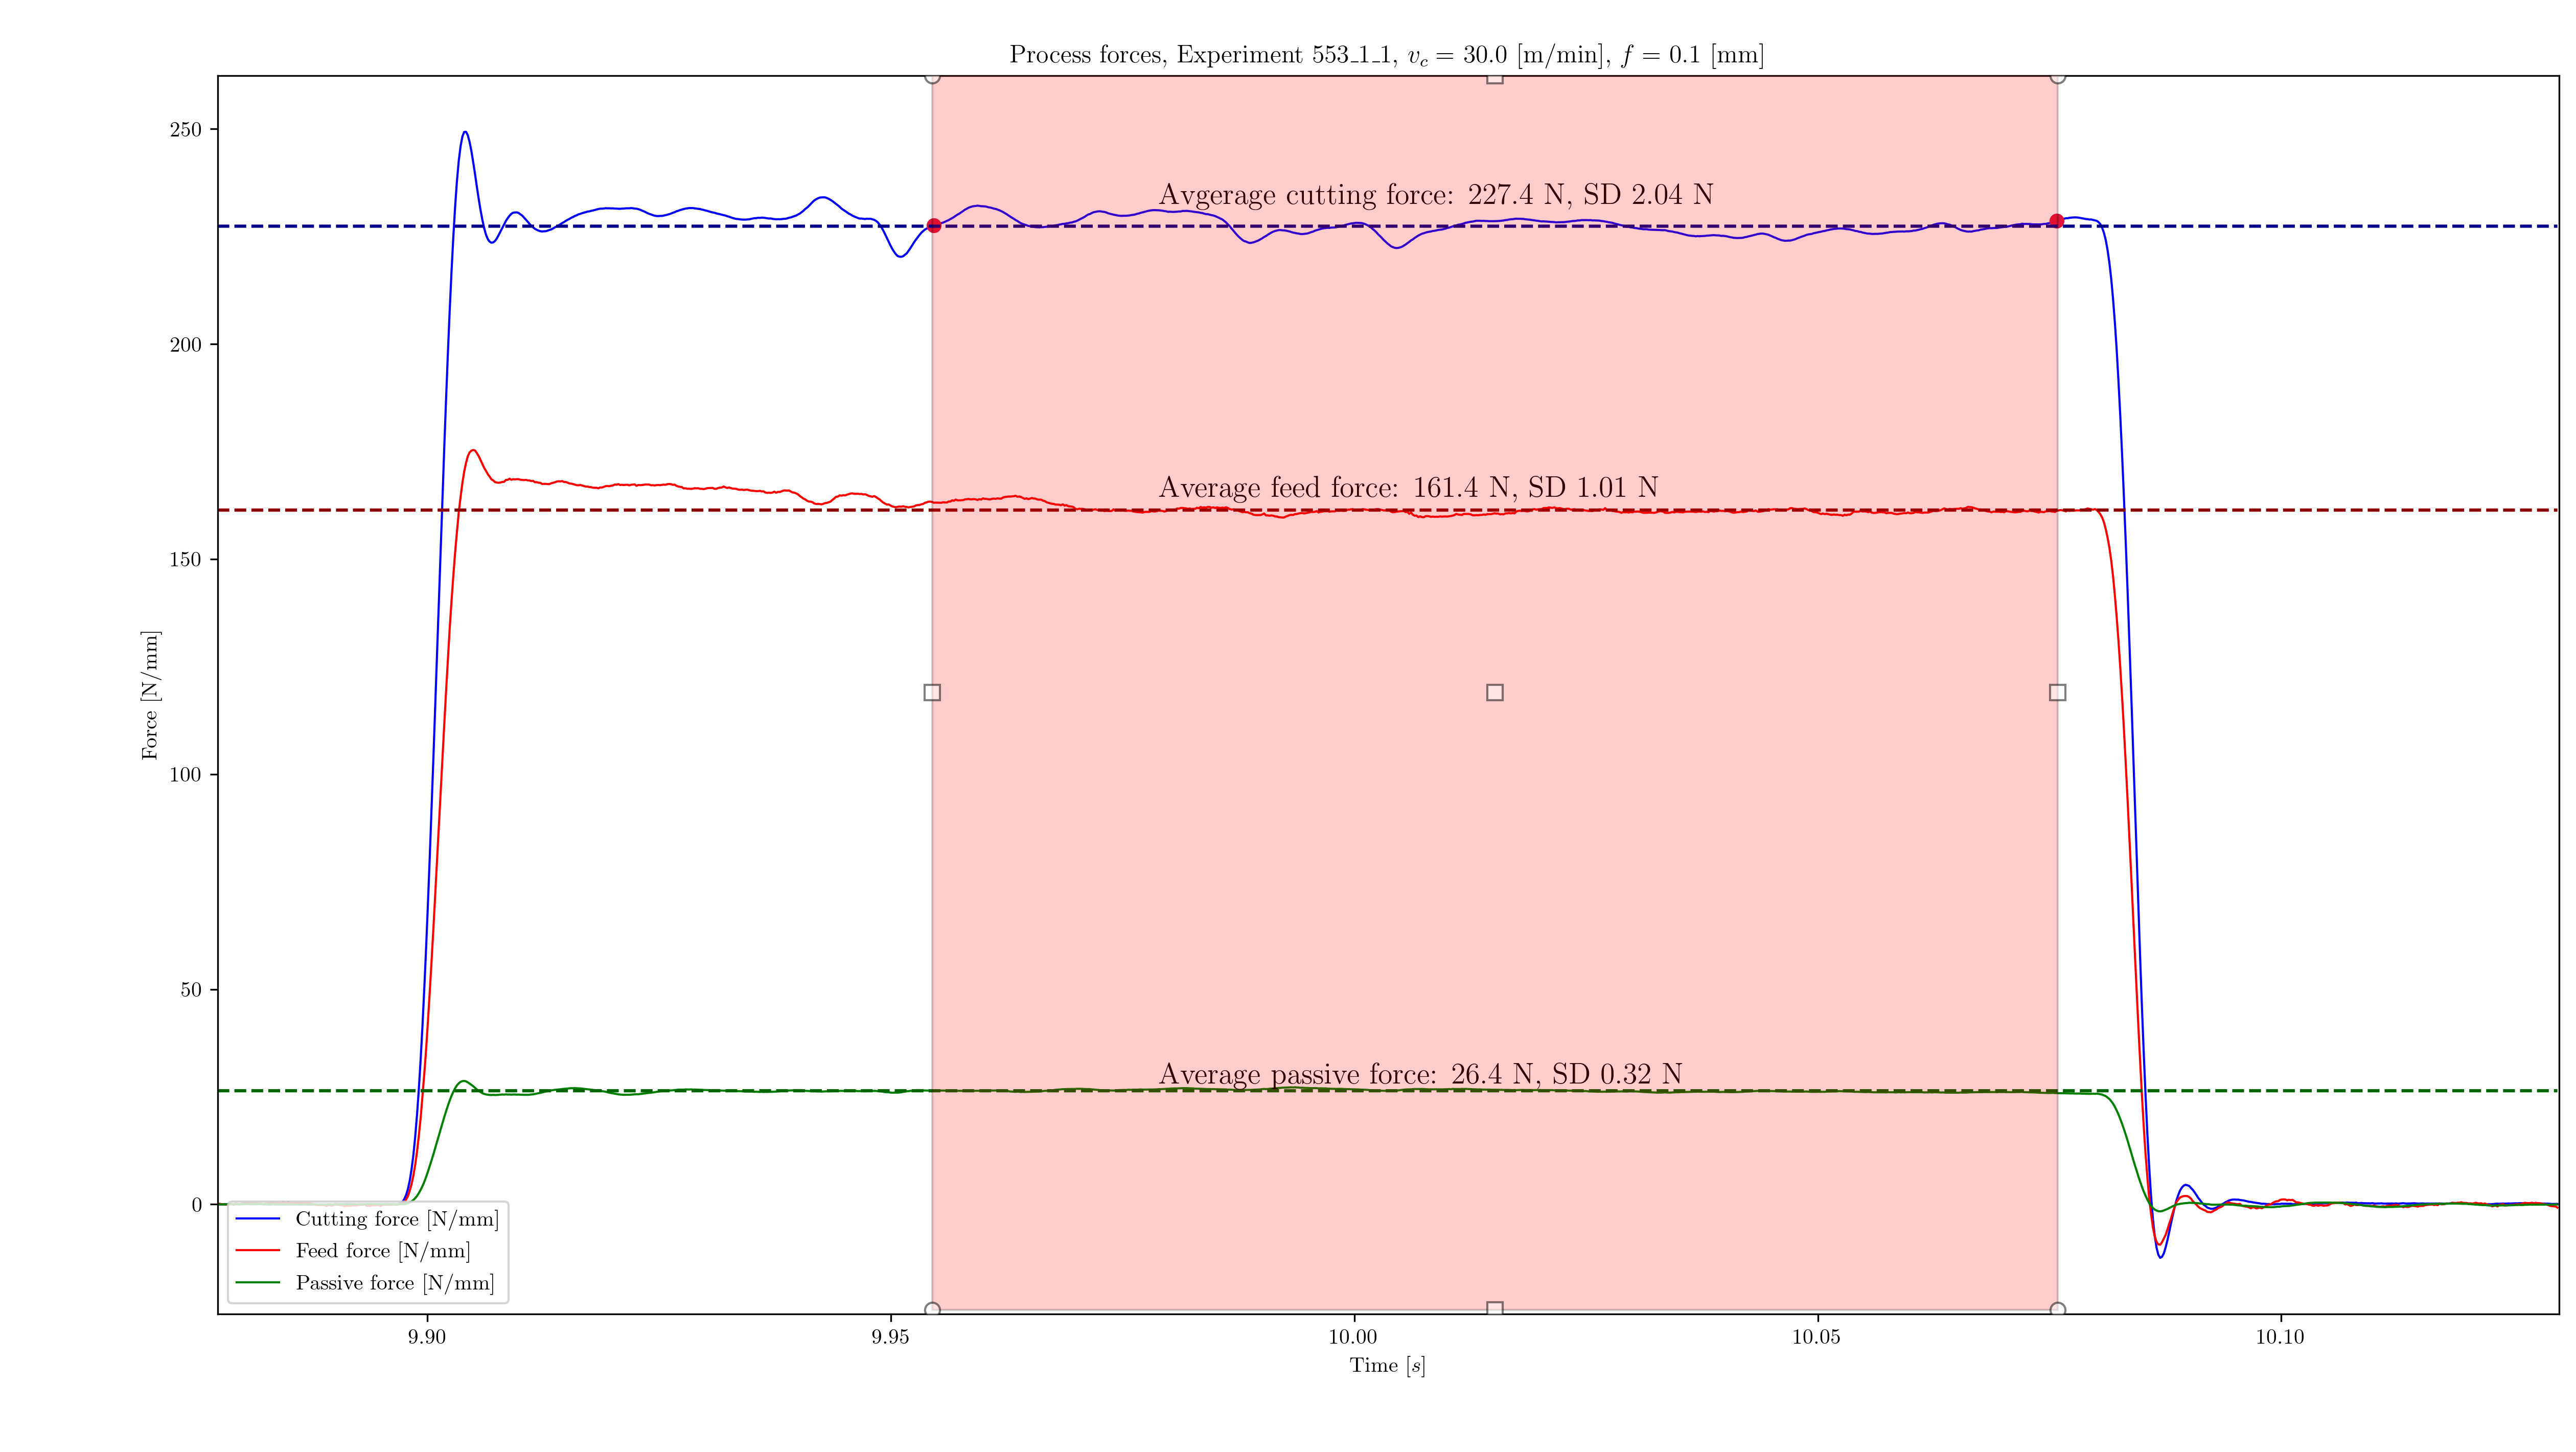 Process forces, Experiment 553_1_1, v_c = 30.0 [m/min], f = 0.1 [mm]
250
200
150
100
50
0
Force [N/mm]
Avgerage cutting force: 227.4 N, SD 2.04 N
Average feed force: 161.4 N, SD 1.01 N
Average passive force: 26.4 N, SD 0.32 N
Cutting force [N/mm]
Feed force [N/mm]
Passive force [N/mm]
9.90 9.95 10.00 10.05 10.10
Time [s]